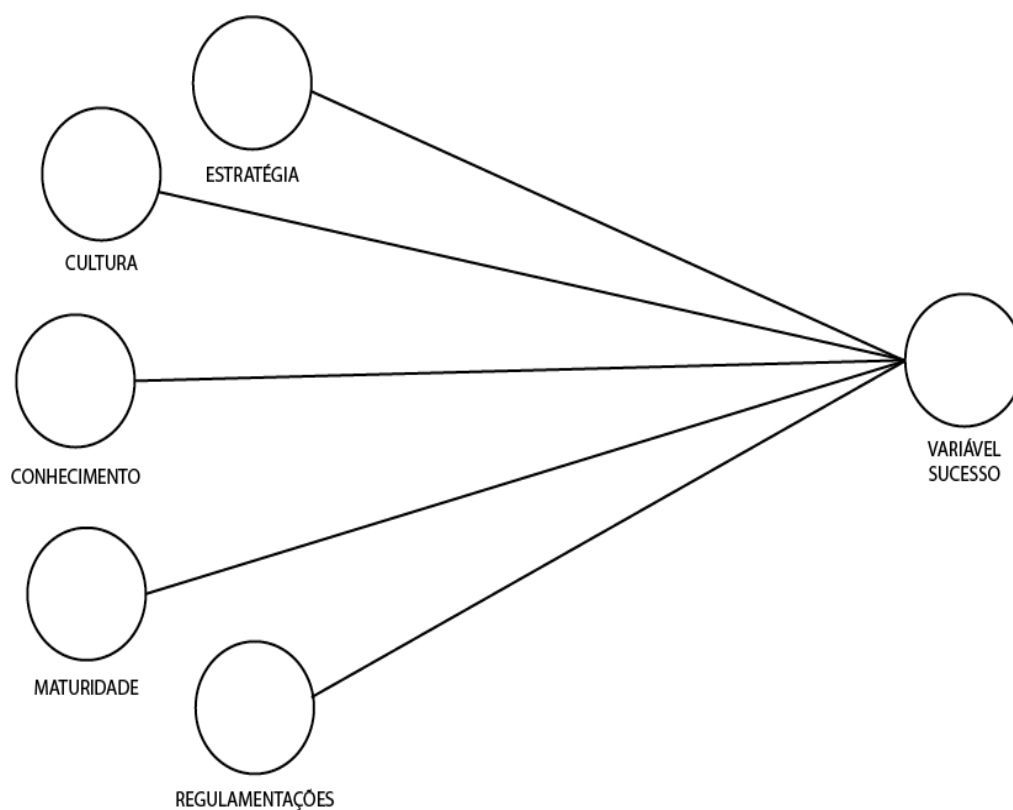 ESTRATÉGIA
CULTURA
CONHECIMENTO
VARIÁVEL
SUCESSO
MATURIDADE
REGULAMENTAÇÕES